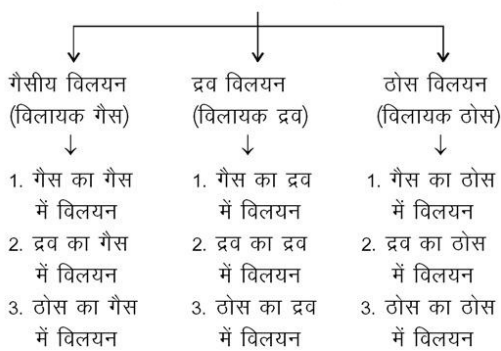 गैसीय विलयन
(विलायक गैस)
↓
1. गैस का गैस
में विलयन
2. द्रव का गैस
में विलयन
3. ठोस का गैस
में विलयन
द्रव विलयन
(विलायक द्रव)
↓
1. गैस का द्रव
में विलयन
2. द्रव का द्रव
में विलयन
3. ठोस का द्रव
में विलयन
ठोस विलयन
(विलायक ठोस)
↓
1. गैस का ठोस
में विलयन
2. द्रव का ठोस
में विलयन
3. ठोस का ठोस
में विलयन